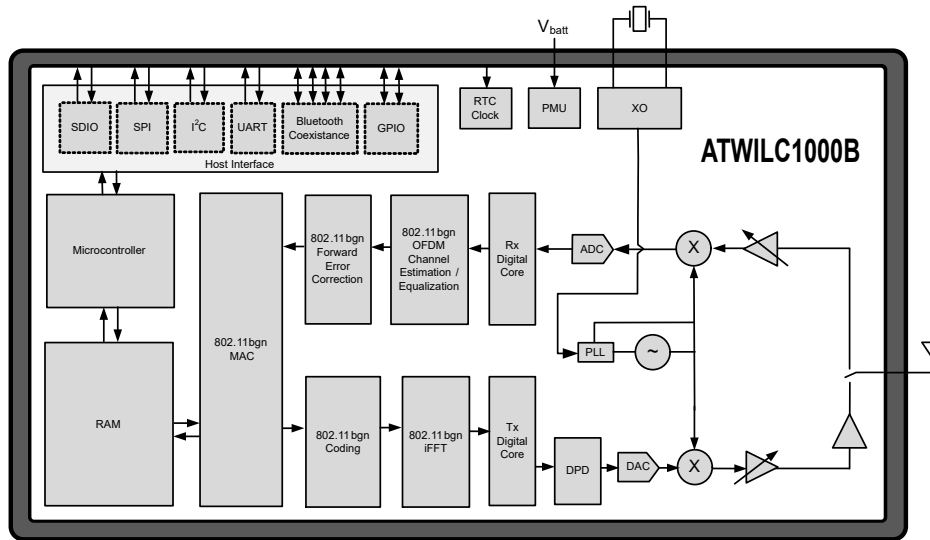 V_batt
SDIO
SPI
I²C
UART
Bluetooth
Coexistance
GPIO
Host Interface
RTC
Clock
PMU
XO
ATWILC1000B
Microcontroller
RAM
802.11bgn
MAC
802.11bgn
Forward
Error
Correction
802.11bgn
OFDM
Channel
Estimation /
Equalization
Rx
Digital
Core
ADC
X
PLL
~
802.11bgn
Coding
802.11bgn
iFFT
Tx
Digital
Core
DPD
DAC
X